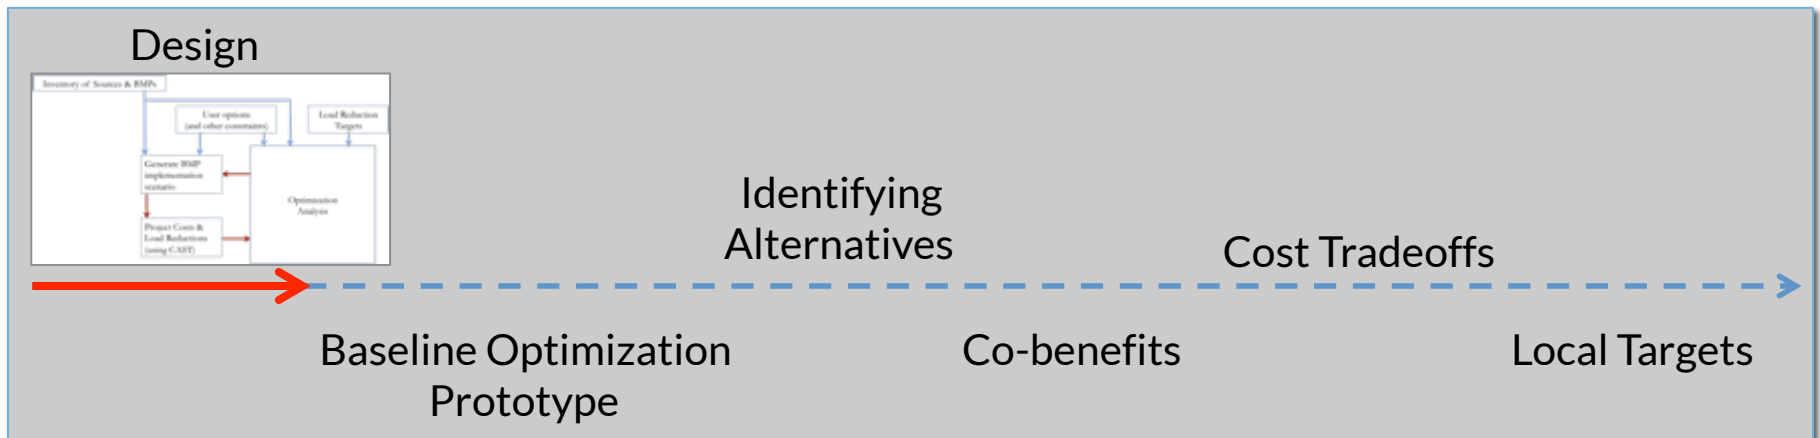 Design
Inventory of Sources & BMPs
User options
(and other constraints)
Load Reduction
Targets
Generate BMP
implementation
scenario
Optimization
Analysis
Project Costs &
Load Reductions
(using CAST)
Identifying
Alternatives
Cost Tradeoffs
Baseline Optimization
Prototype
Co-benefits
Local Targets